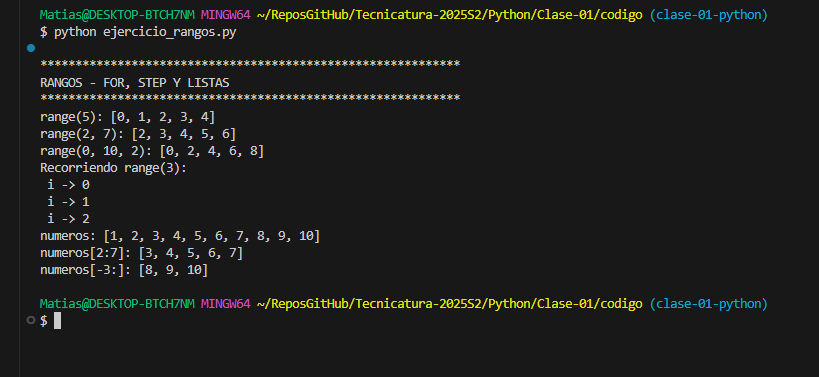 Matias@DESKTOP-BTCH7NM MINGW64 ~/ReposGitHub/Tecnicatura-2025S2/Python/Clase-01/codigo (clase-01-python)
$ python ejercicio_rangos.py
************************************************************
RANGOS - FOR, STEP Y LISTAS
************************************************************
range(5): [0, 1, 2, 3, 4]
range(2, 7): [2, 3, 4, 5, 6]
range(0, 10, 2): [0, 2, 4, 6, 8]
Recorriendo range(3):
 i -> 0
 i -> 1
 i -> 2
numeros: [1, 2, 3, 4, 5, 6, 7, 8, 9, 10]
numeros[2:7]: [3, 4, 5, 6, 7]
numeros[-3:]: [8, 9, 10]
Matias@DESKTOP-BTCH7NM MINGW64 ~/ReposGitHub/Tecnicatura-2025S2/Python/Clase-01/codigo (clase-01-python)
$